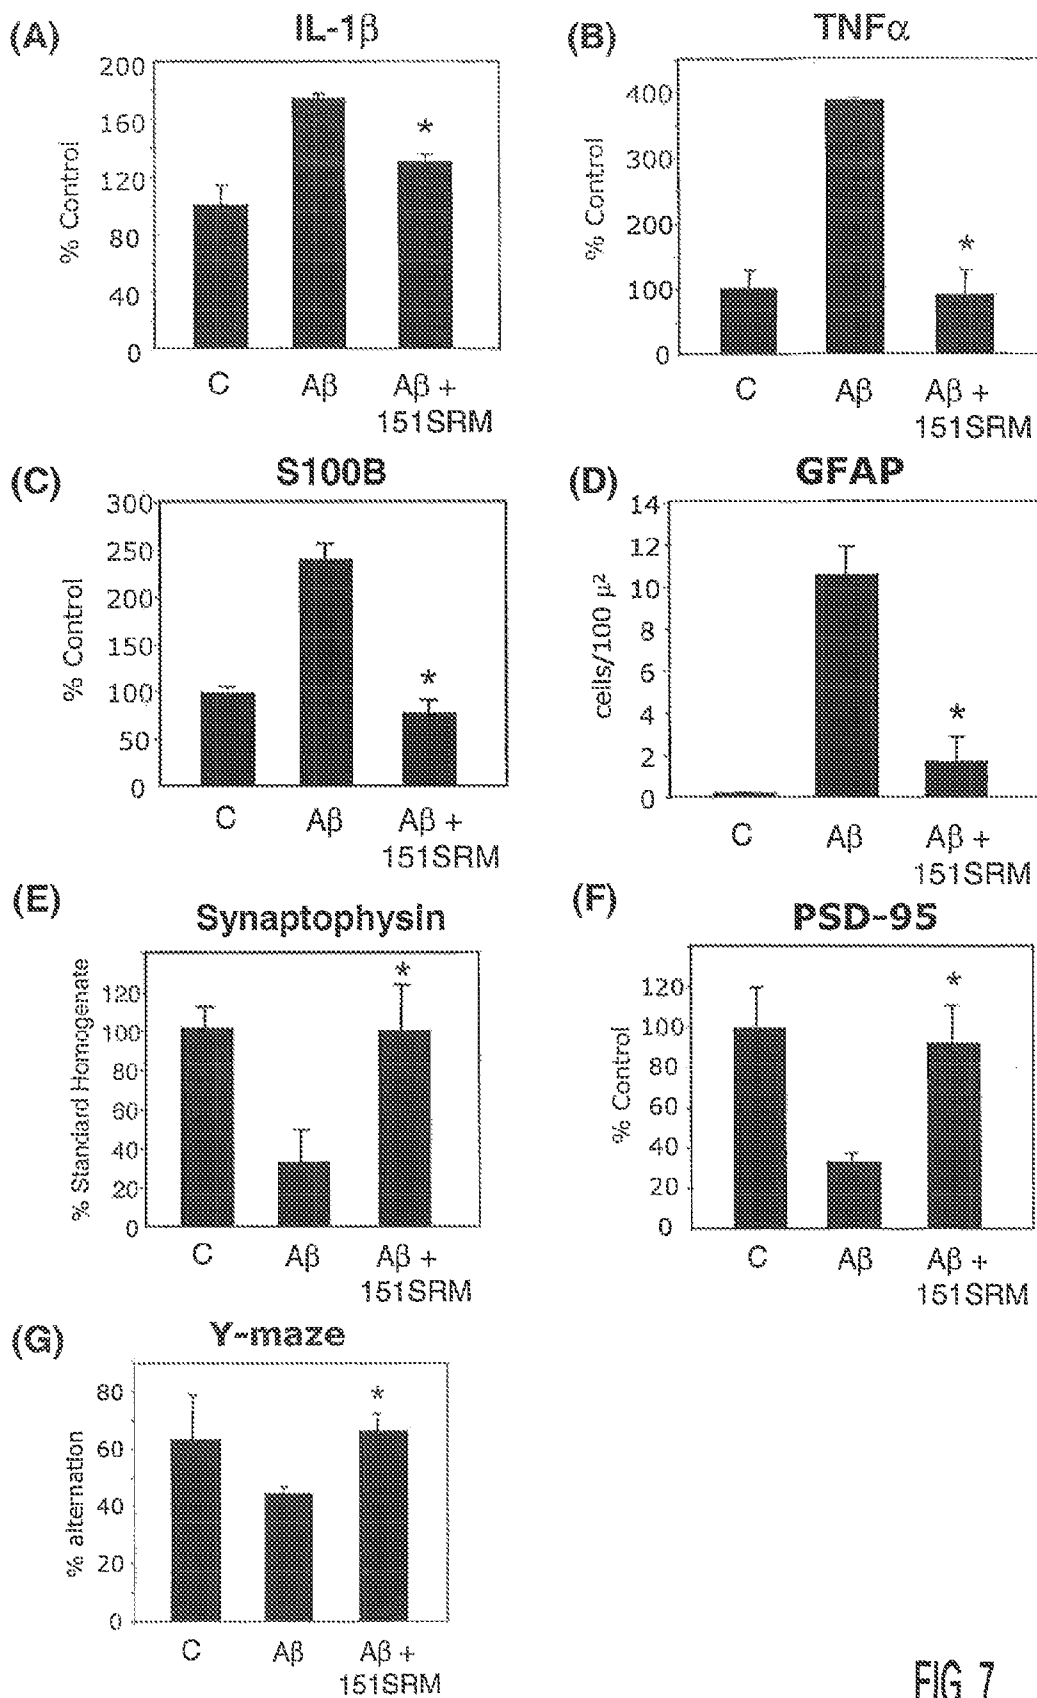 (A)
IL-1β
200
160
120
80
40
0
% Control
*
C
Aβ
Aβ +
151SRM
(B)
TNFα
400
300
200
100
0
% Control
*
C
Aβ
Aβ +
151SRM
(C)
S100B
300
250
200
150
100
50
0
% Control
*
C
Aβ
Aβ +
151SRM
(D)
GFAP
14
12
10
8
6
4
2
0
cells/100 µ²
*
C
Aβ
Aβ +
151SRM
(E)
Synaptophysin
120
100
80
60
40
20
0
% Standard Homogenate
*
C
Aβ
Aβ +
151SRM
(F)
PSD-95
120
100
80
60
40
20
0
% Control
*
C
Aβ
Aβ +
151SRM
(G)
Y-maze
80
60
40
20
0
% alternation
*
C
Aβ
Aβ +
151SRM
FIG. 7